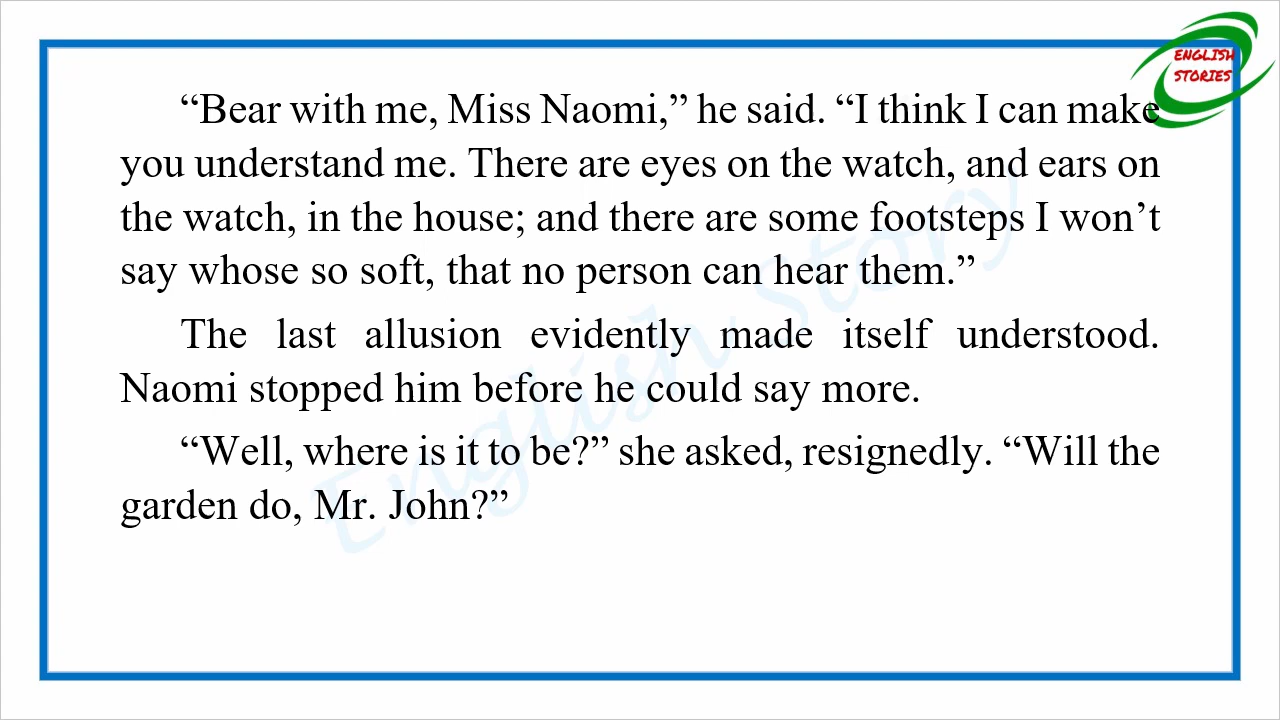 ENGLISH
STORIES
“Bear with me, Miss Naomi,” he said. “I think I can make
you understand me. There are eyes on the watch, and ears on
the watch, in the house; and there are some footsteps I won’t
say whose so soft, that no person can hear them.”
The last allusion evidently made itself understood.
Naomi stopped him before he could say more.
“Well, where is it to be?” she asked, resignedly. “Will the
garden do, Mr. John?”
English Story